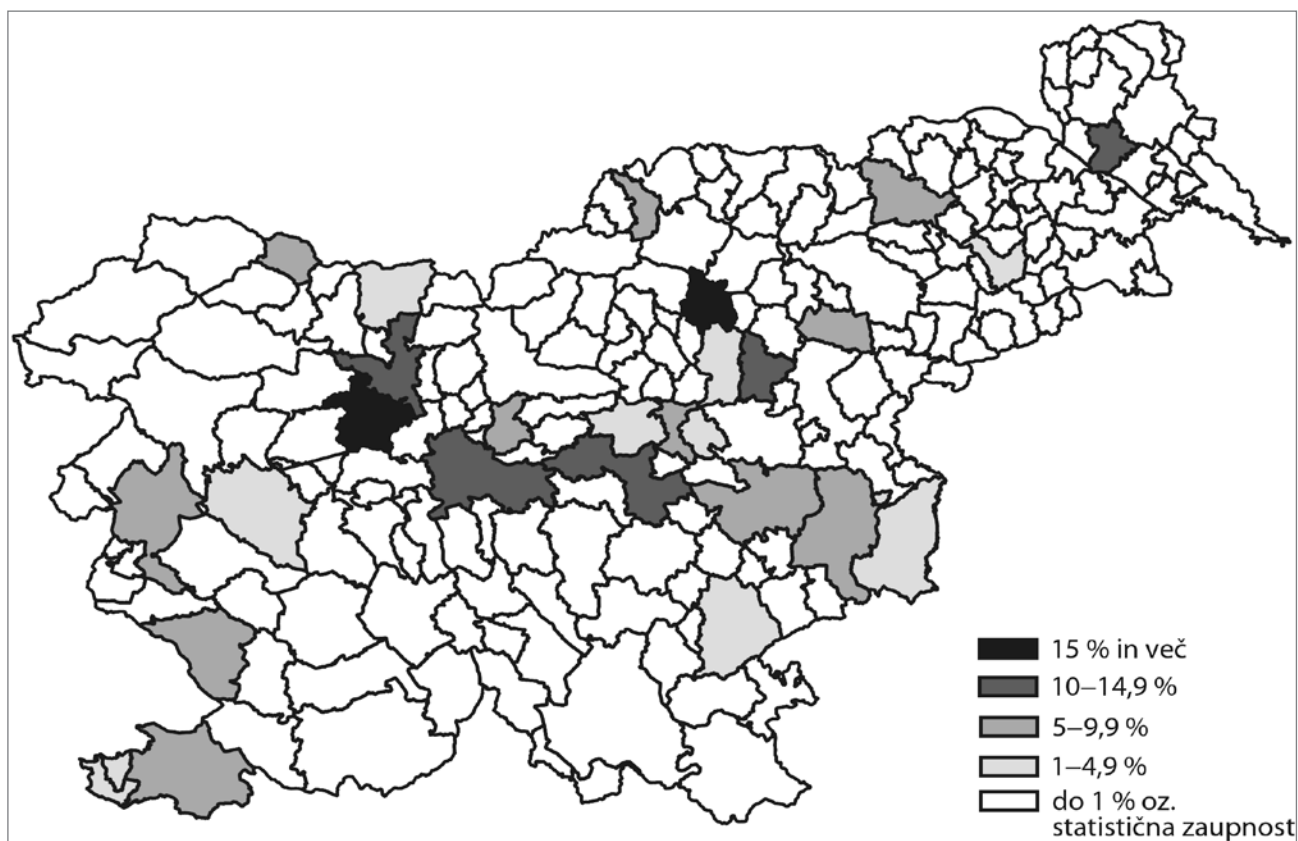 15 % in več
10–14,9 %
5–9,9 %
1–4,9 %
do 1 % oz.
statistična zaupnost